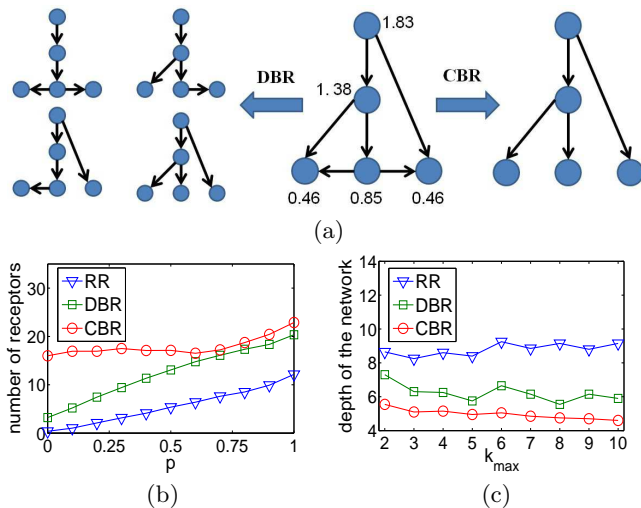 1.83
DBR
CBR
1.38
0.46 0.85 0.46
(a)
number of receptors
30
20
10
0
RR
DBR
CBR
0 0.25 0.5 0.75 1
p
(b)
depth of the network
14
12
10
8
6
4
RR
DBR
CBR
2 3 4 5 6 7 8 9 10
k_max
(c)